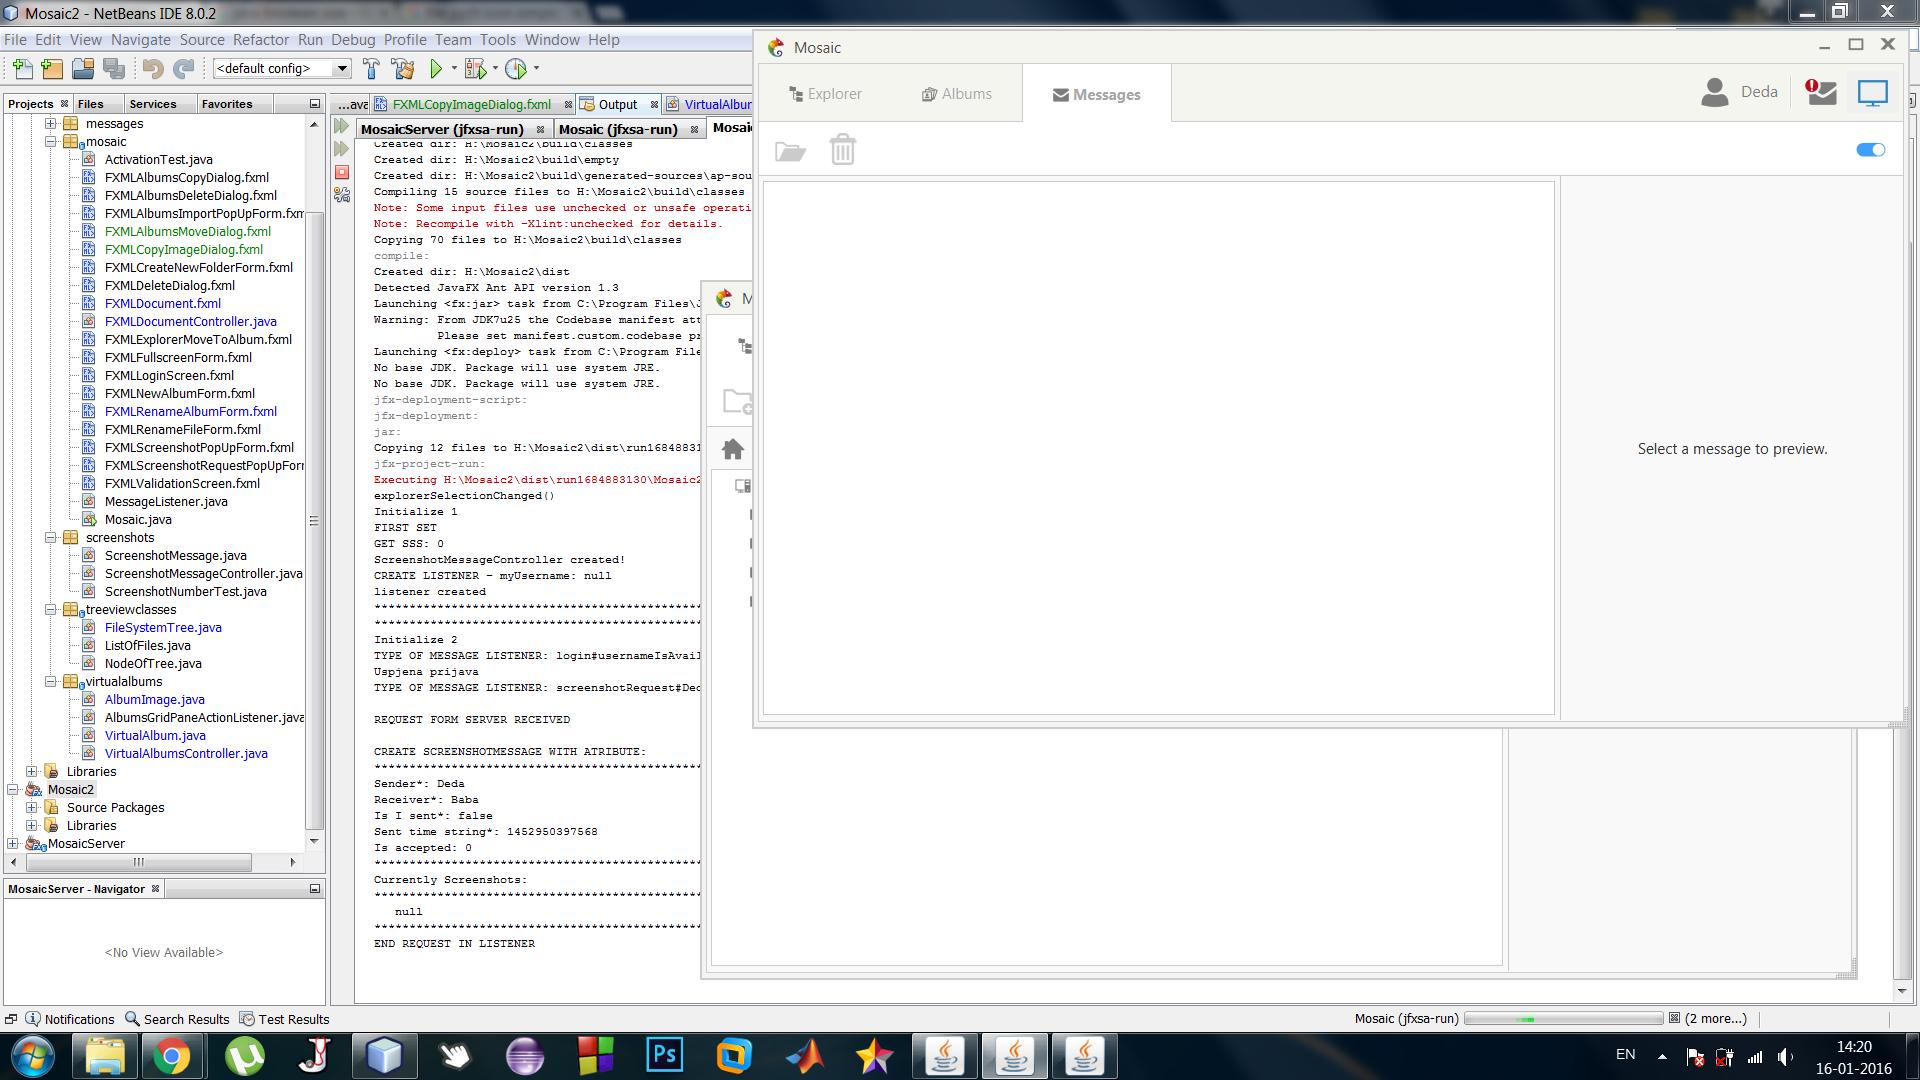 Mosaic2 - NetBeans IDE 8.0.2
File Edit View Navigate Source Refactor Run Debug Profile Team Tools Window Help
<default config>
Projects Files Services Favorites
messages
mosaic
ActivationTest.java
FXMLAlbumsCopyDialog.fxml
FXMLAlbumsDeleteDialog.fxml
FXMLAlbumsImportPopUpForm.fxm
FXMLAlbumsMoveDialog.fxml
FXMLCopyImageDialog.fxml
FXMLCreateNewFolderForm.fxml
FXMLDeleteDialog.fxml
FXMLDocument.fxml
FXMLDocumentController.java
FXMLExplorerMoveToAlbum.fxml
FXMLFullscreenForm.fxml
FXMLLoginScreen.fxml
FXMLNewAlbumForm.fxml
FXMLRenameAlbumForm.fxml
FXMLRenameFileForm.fxml
FXMLScreenshotPopUpForm.fxml
FXMLScreenshotRequestPopUpFor
FXMLValidationScreen.fxml
MessageListener.java
Mosaic.java
screenshots
ScreenshotMessage.java
ScreenshotMessageController.java
ScreenshotNumberTest.java
treeviewclasses
FileSystemTree.java
ListOfFiles.java
NodeOfTree.java
virtualalbums
AlbumImage.java
AlbumsGridPaneActionListener.java
VirtualAlbum.java
VirtualAlbumsController.java
Libraries
Mosaic2
Source Packages
Libraries
MosaicServer
MosaicServer - Navigator
<No View Available>
...ava FXMLCopyImageDialog.fxml Output VirtualAlbur
MosaicServer (jfxsa-run) Mosaic (jfxsa-run) Mosai
Created dir: H:\Mosaic2\build\classes
Created dir: H:\Mosaic2\build\empty
Created dir: H:\Mosaic2\build\generated-sources\ap-sou
Compiling 15 source files to H:\Mosaic2\build\classes
Note: Some input files use unchecked or unsafe operati
Note: Recompile with -Xlint:unchecked for details.
Copying 70 files to H:\Mosaic2\build\classes
compile:
Created dir: H:\Mosaic2\dist
Detected JavaFX Ant API version 1.3
Launching <fx:jar> task from C:\Program Files\J
Warning: From JDK7u25 the Codebase manifest att
Please set manifest.custom.codebase pr
Launching <fx:deploy> task from C:\Program File
No base JDK. Package will use system JRE.
No base JDK. Package will use system JRE.
jfx-deployment-script:
jfx-deployment:
jar:
Copying 12 files to H:\Mosaic2\dist\run16848831
jfx-project-run:
Executing H:\Mosaic2\dist\run1684883130\Mosaic2
explorerSelectionChanged()
Initialize 1
FIRST SET
GET SSS: 0
ScreenshotMessageController created!
CREATE LISTENER - myUsername: null
listener created
***********************************************
***********************************************
Initialize 2
TYPE OF MESSAGE LISTENER: login#usernameIsAvail
Uspjena prijava
TYPE OF MESSAGE LISTENER: screenshotRequest#Ded
REQUEST FORM SERVER RECEIVED
CREATE SCREENSHOTMESSAGE WITH ATRIBUTE:
***********************************************
Sender*: Deda
Receiver*: Baba
Is I sent*: false
Sent time string*: 1452950397568
Is accepted: 0
***********************************************
Currently Screenshots:
***********************************************
null
***********************************************
END REQUEST IN LISTENER
M
Mosaic
Explorer Albums Messages
Deda
Select a message to preview.
Notifications Search Results Test Results
Mosaic (jfxsa-run) (2 more...)
Ps
EN
14:20
16-01-2016